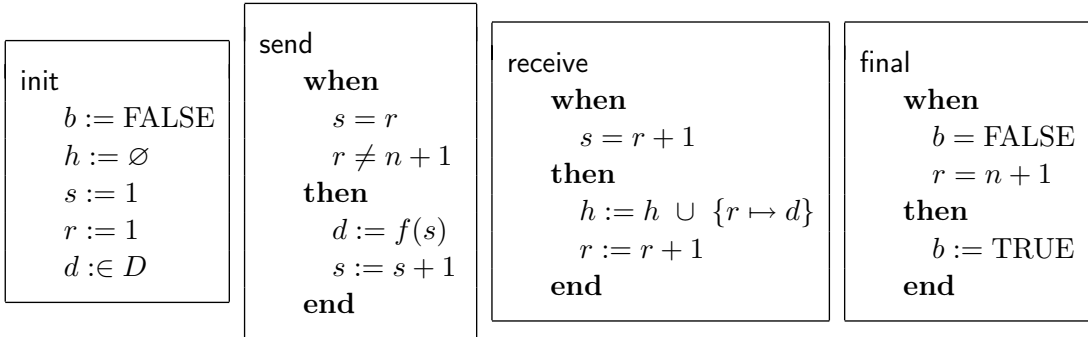 init
b := FALSE
h := ∅
s := 1
r := 1
d :∈ D
send
when
s = r
r ≠ n + 1
then
d := f(s)
s := s + 1
end
receive
when
s = r + 1
then
h := h ∪ {r ↦ d}
r := r + 1
end
final
when
b = FALSE
r = n + 1
then
b := TRUE
end